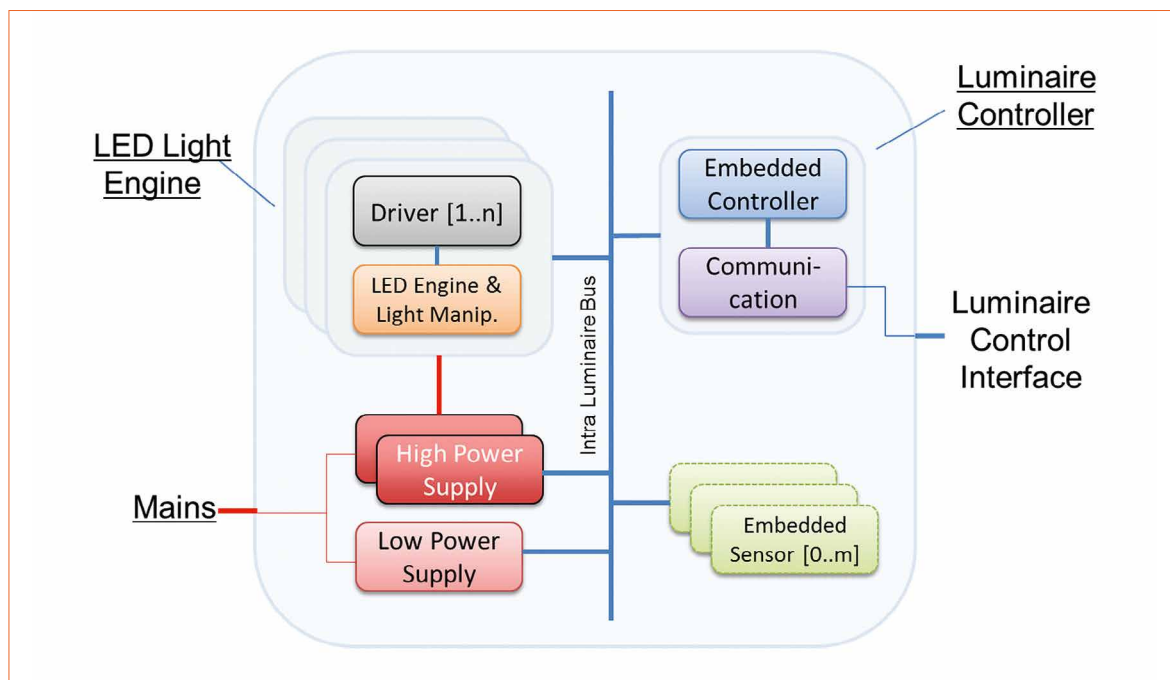 LED Light
Engine
Driver [1..n]
LED Engine &
Light Manip.
Mains
High Power
Supply
Low Power
Supply
Intra Luminaire Bus
Luminaire
Controller
Embedded
Controller
Communi-
cation
Luminaire
Control
Interface
Embedded
Sensor [0..m]